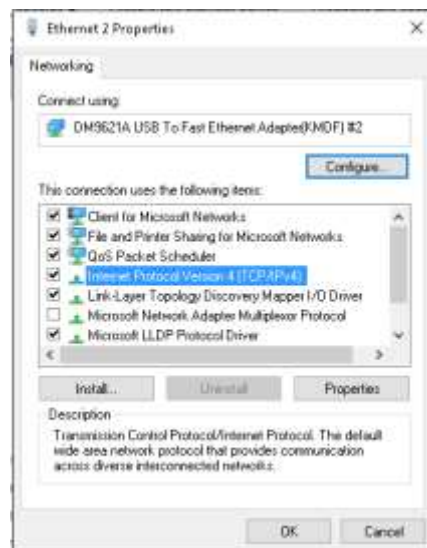 Ethernet 2 Properties
Networking
Connect using:
DM9621A USB To Fast Ethernet Adapter(KMDF) #2
Configure...
This connection uses the following items:
Client for Microsoft Networks
File and Printer Sharing for Microsoft Networks
QoS Packet Scheduler
Internet Protocol Version 4 (TCP/IPv4)
Link-Layer Topology Discovery Mapper I/O Driver
Microsoft Network Adapter Multiplexor Protocol
Microsoft LLDP Protocol Driver
Install... Uninstall Properties
Description
Transmission Control Protocol/Internet Protocol. The default
wide area network protocol that provides communication
across diverse interconnected networks.
OK Cancel